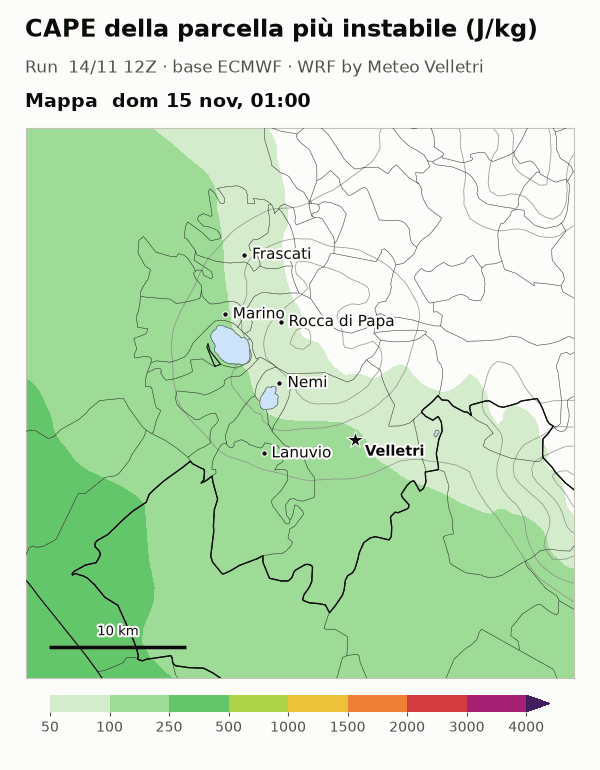 CAPE della parcella più instabile (J/kg)
Run  14/11 12Z · base ECMWF · WRF by Meteo Velletri
Mappa  dom 15 nov, 01:00
Frascati
Marino
Rocca di Papa
Nemi
Velletri
Lanuvio
10 km
50 100 250 500 1000 1500 2000 3000 4000